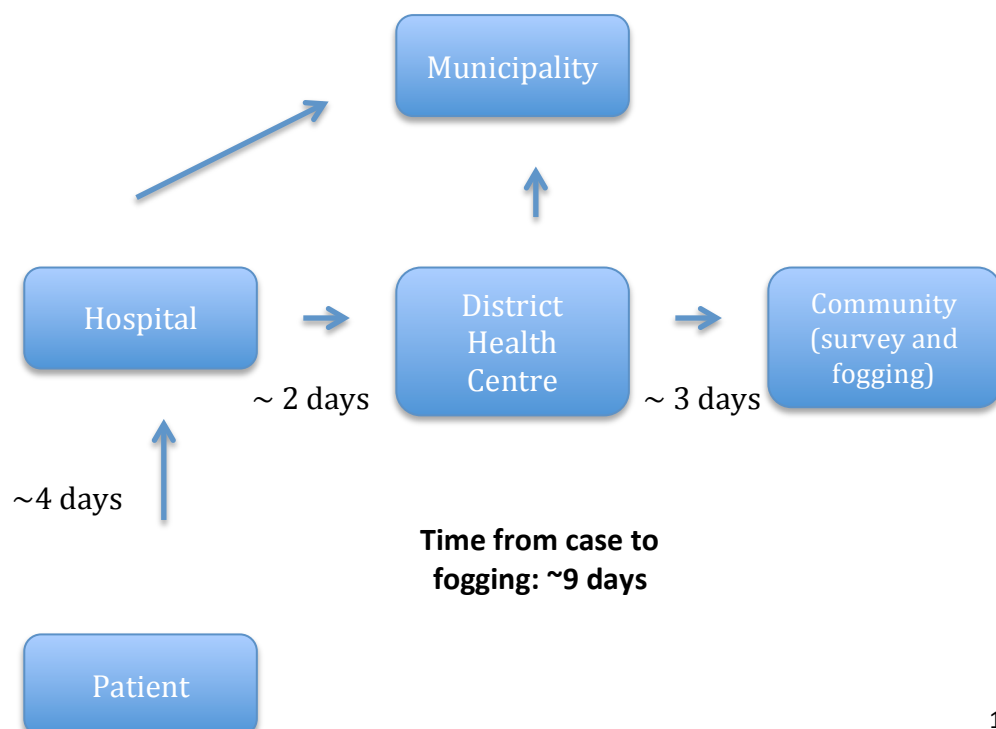 Municipality
Hospital
District
Health
Centre
Community
(survey and
fogging)
~ 2 days
~ 3 days
~4 days
Time from case to
fogging: ~9 days
Patient
1